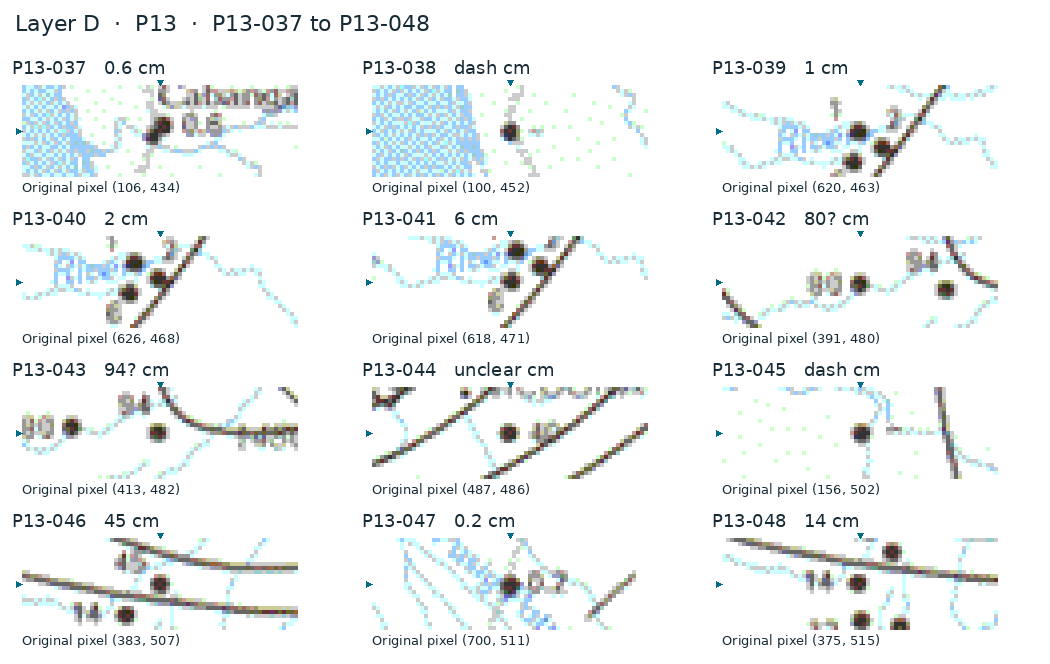 Layer D · P13 · P13-037 to P13-048
P13-037 0.6 cm
P13-038 dash cm
P13-039 1 cm
Cabanga
0.6
1
2
Rice
Original pixel (106, 434)
Original pixel (100, 452)
Original pixel (620, 463)
P13-040 2 cm
P13-041 6 cm
P13-042 80? cm
1
2
Rice
6
Rice
6
94
80
Original pixel (626, 468)
Original pixel (618, 471)
Original pixel (391, 480)
P13-043 94? cm
P13-044 unclear cm
P13-045 dash cm
94
80
Original pixel (413, 482)
Original pixel (487, 486)
Original pixel (156, 502)
P13-046 45 cm
P13-047 0.2 cm
P13-048 14 cm
45
14
0.2
14
Original pixel (383, 507)
Original pixel (700, 511)
Original pixel (375, 515)